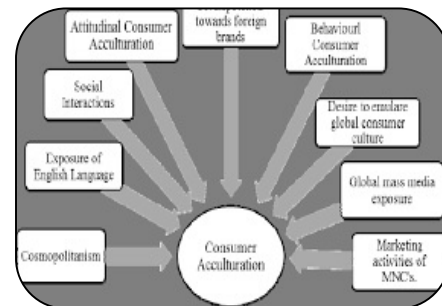 Attitudinal Consumer
Acculturation
towards foreign
brands
Behaviourl
Consumer
Acculturation
Social
Interactions
Desire to emulare
global consumer
culture
Exposure of
English Language
Global mass media
exposure
Cosmopolitanism
Consumer
Acculturation
Marketing
activities of
MNC's.